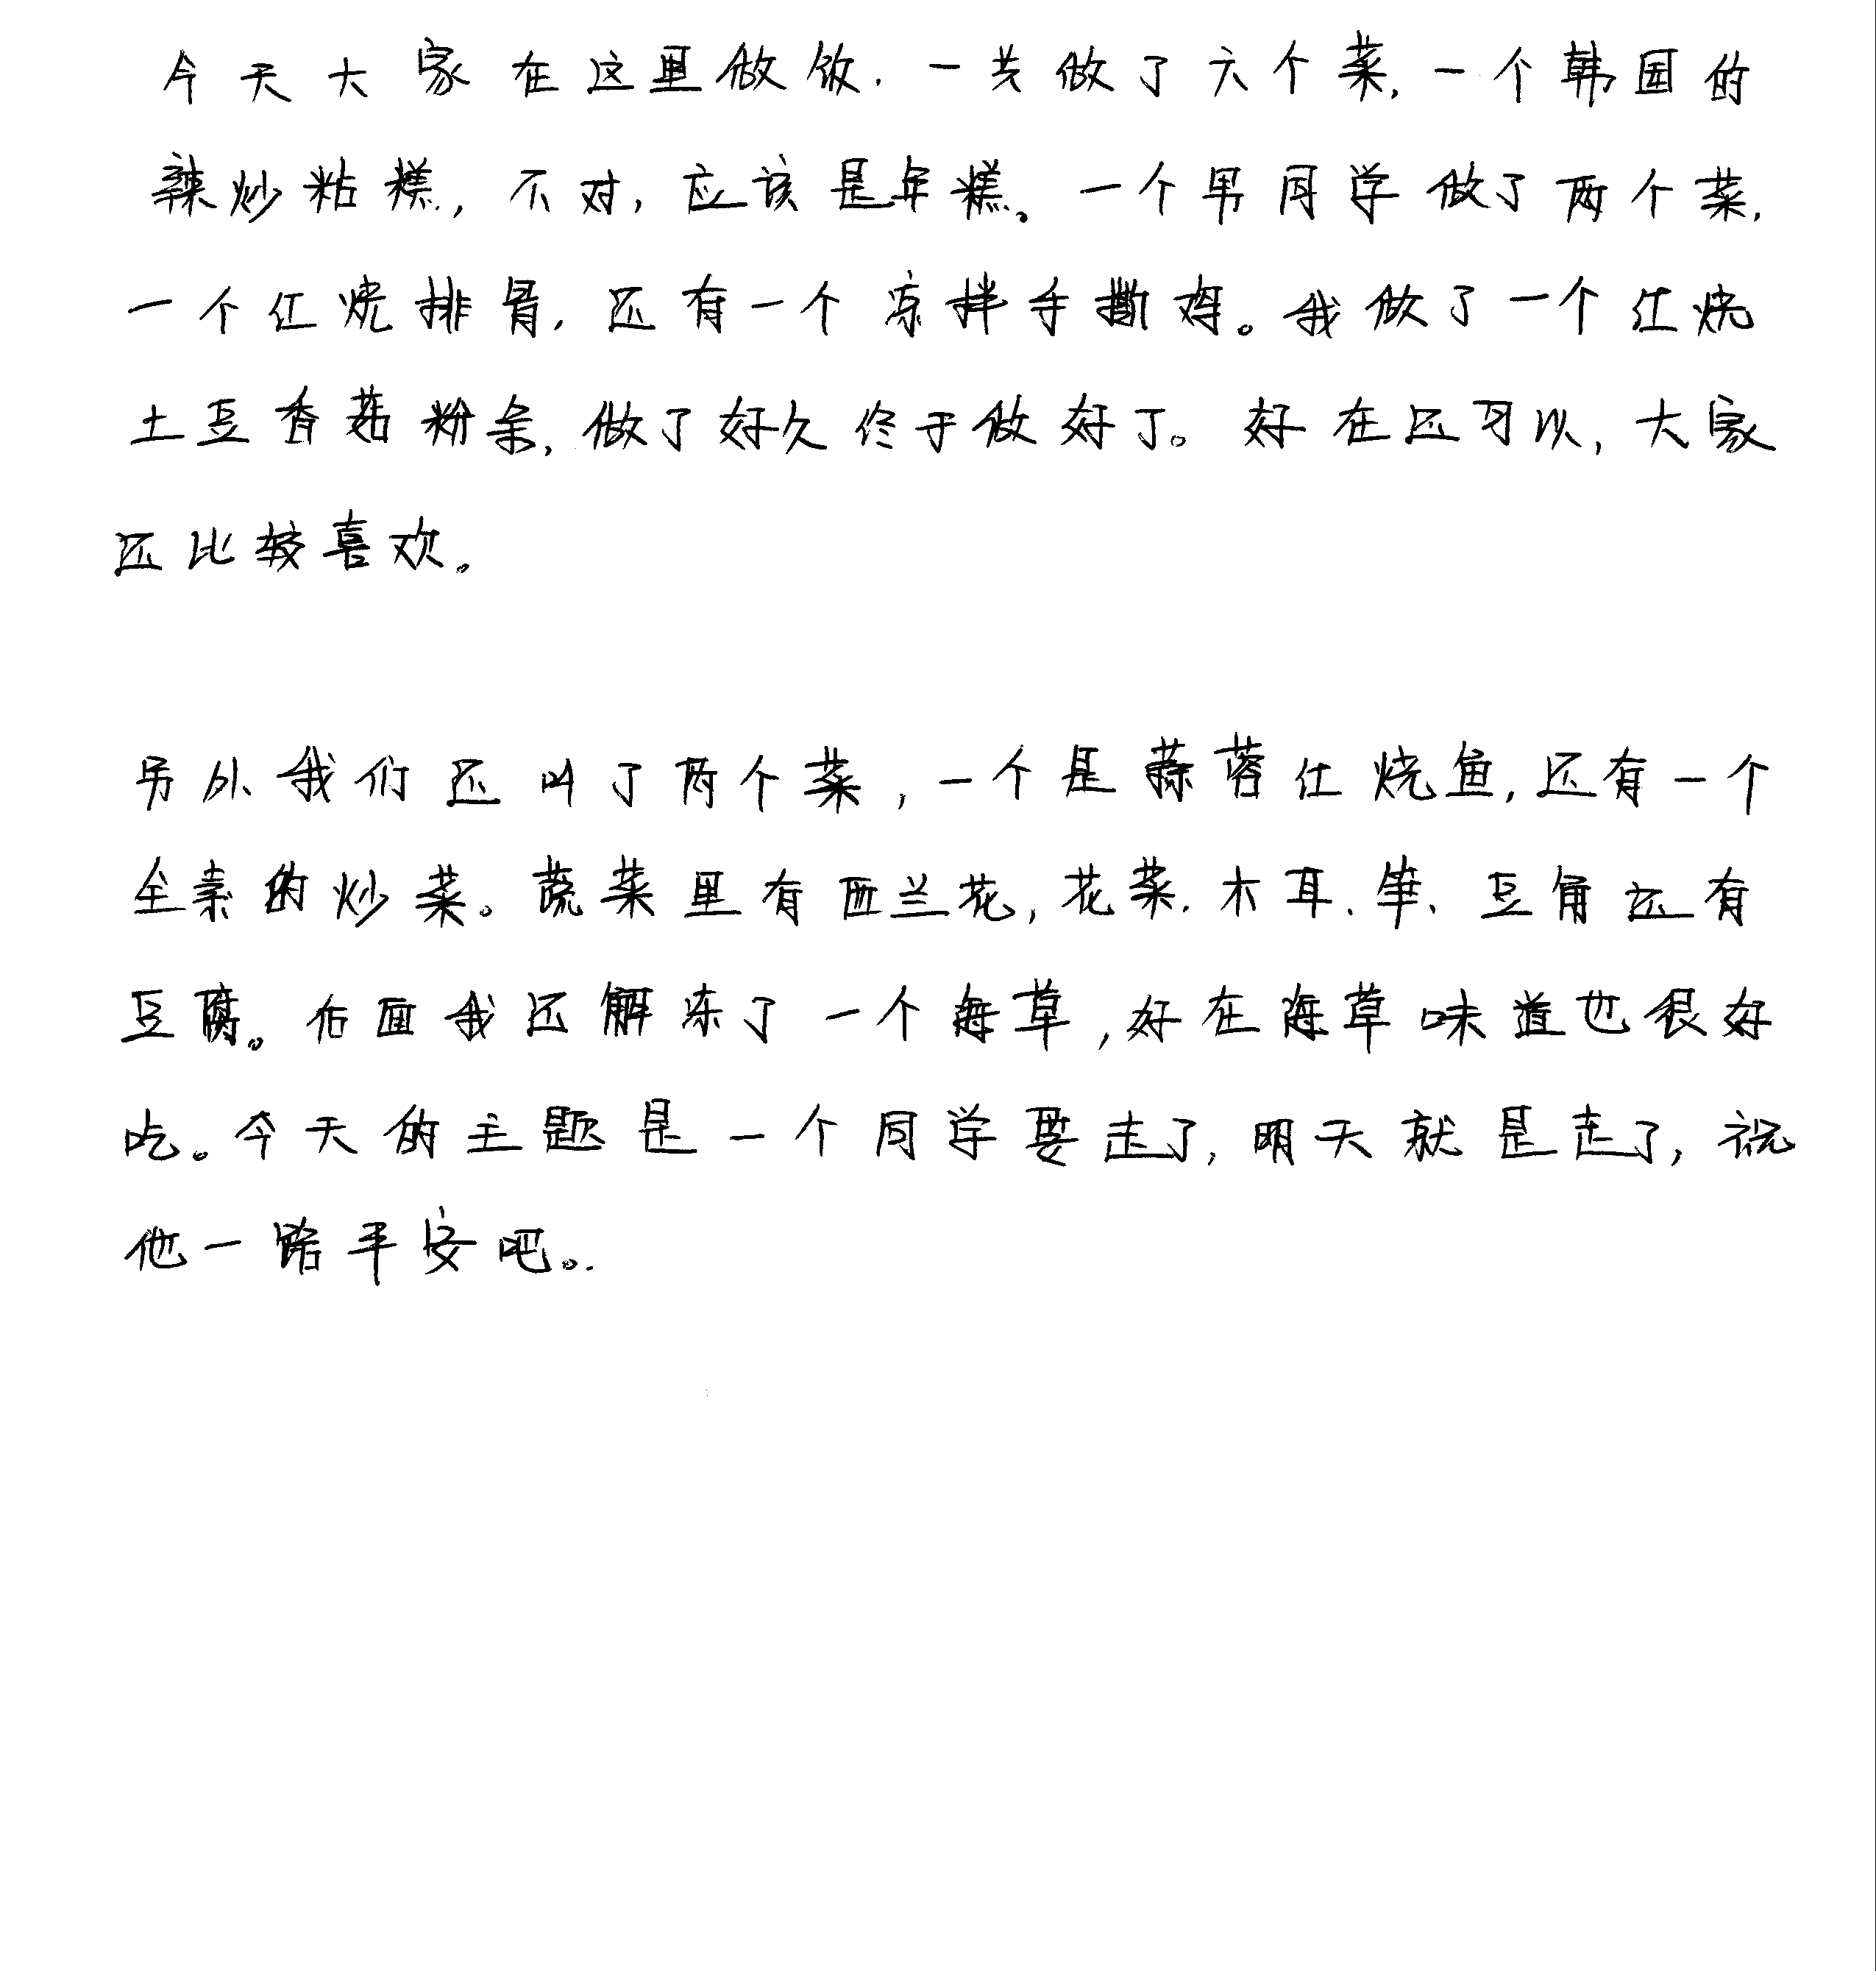 今天大家在这里做饭，一共做了六个菜，一个韩国的
辣炒粘糕，不对，应该是年糕。一个男同学做了两个菜，
一个红烧排骨，还有一个凉拌手撕鸡。我做了一个红烧
土豆香菇粉条，做了好久终于做好了。好在还可以，大家
还比较喜欢。
另外我们还叫了两个菜，一个是蒜蓉红烧鱼，还有一个
全素的炒菜。蔬菜里有西兰花，花菜、木耳、笋、豆角还有
豆腐。后面我还解冻了一个海草，好在海草味道也很好
吃。今天的主题是一个同学要走了，明天就是走了，祝
他一路平安吧。